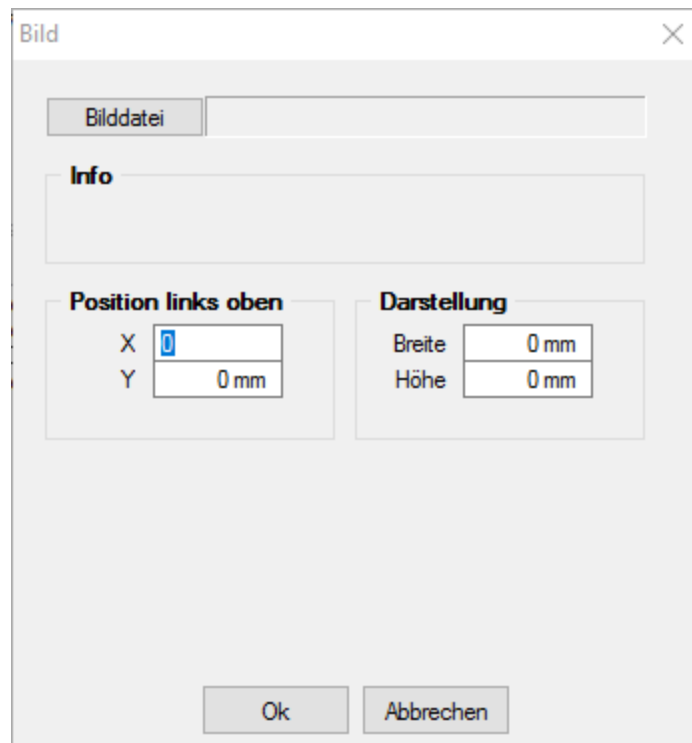 Bild
Bilddatei
Info
Position links oben
X 0
Y 0 mm
Darstellung
Breite 0 mm
Höhe 0 mm
Ok Abbrechen